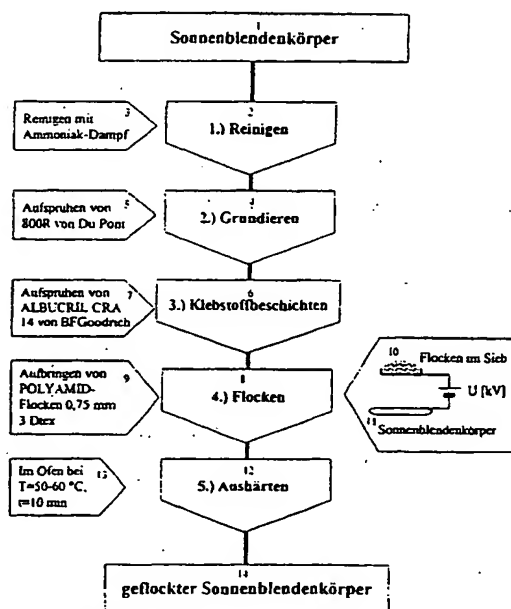 1
Sonnenblendenkörper
3
Reinigen mit
Ammoniak-Dampf
2
1.) Reinigen
5
Aufspruhen von
800R von Du Pont
4
2.) Grundieren
7
Aufspruhen von
ALBUCRIL CRA
14 von BFGoodrich
6
3.) Klebstoffbeschichten
9
Aufbringen von
POLYAMID-
Flocken 0,75 mm
3 Dtex
8
4.) Flocken
10
Flocken im Sieb
U [kV]
11
Sonnenblendenkörper
13
Im Ofen bei
T=50-60 °C,
t=10 min
12
5.) Aushärten
14
geflockter Sonnenblendenkörper